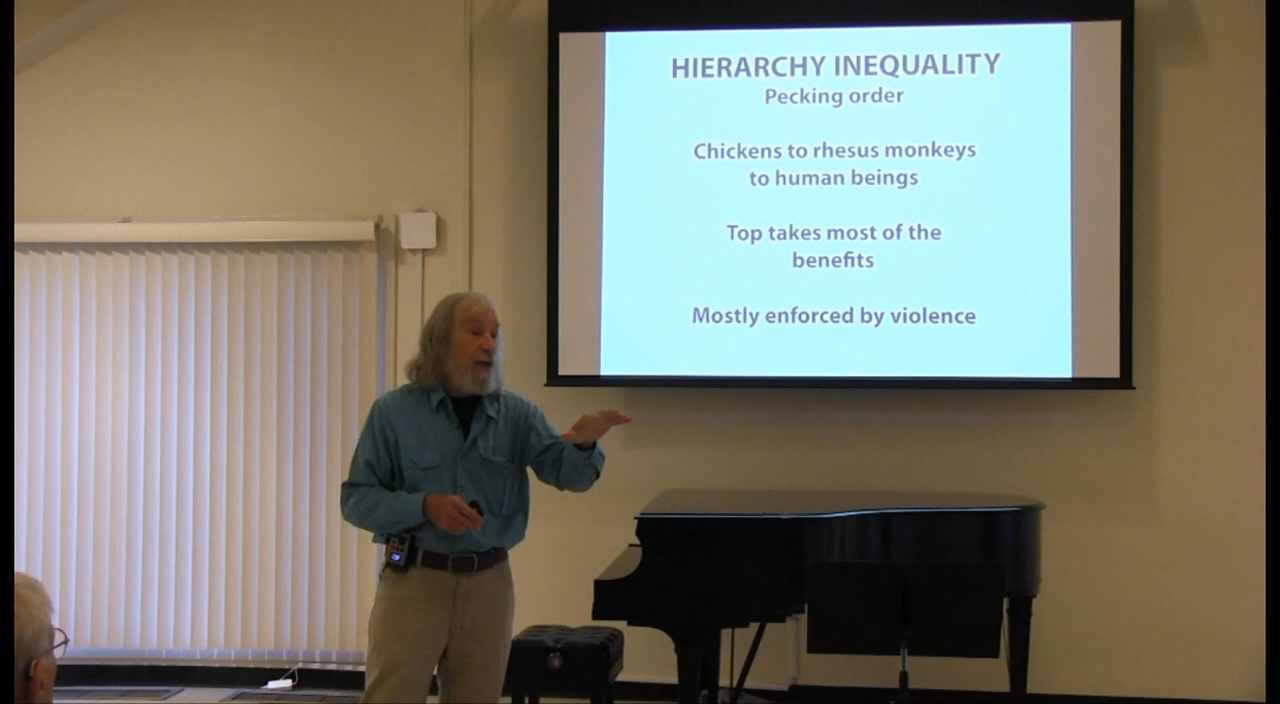 HIERARCHY INEQUALITY
Pecking order
Chickens to rhesus monkeys
to human beings
Top takes most of the
benefits
Mostly enforced by violence